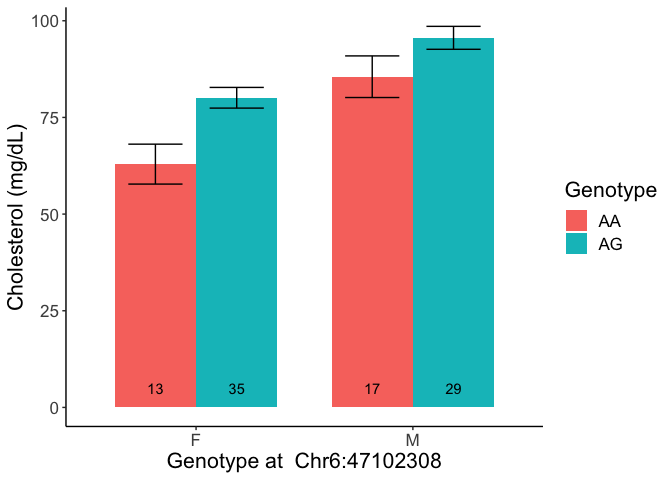 100
75
50
25
0
Cholesterol (mg/dL)
13
35
17
29
F
M
Genotype at  Chr6:47102308
Genotype
AA
AG